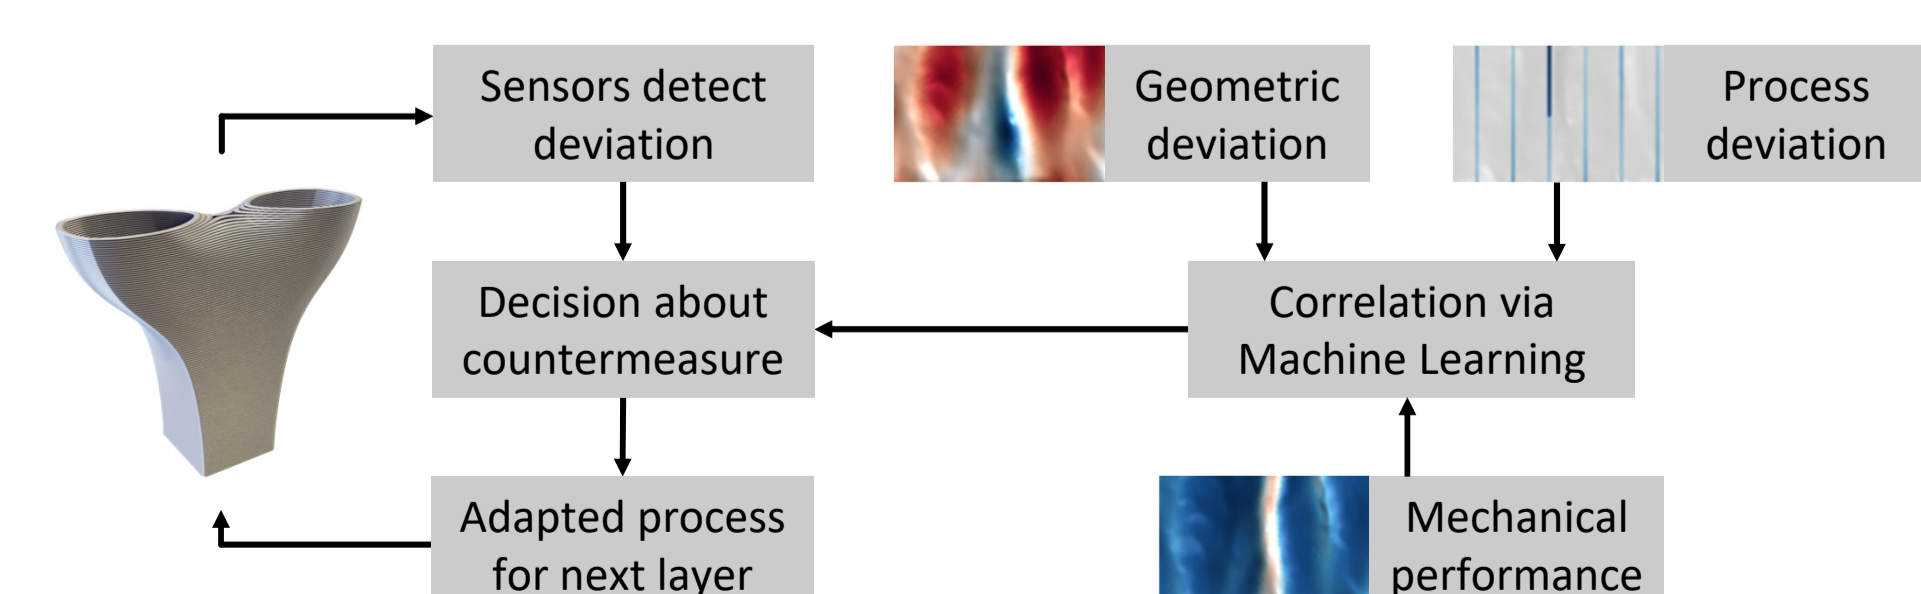 Sensors detect
deviation
Geometric
deviation
Process
deviation
Decision about
countermeasure
Correlation via
Machine Learning
Adapted process
for next layer
Mechanical
performance